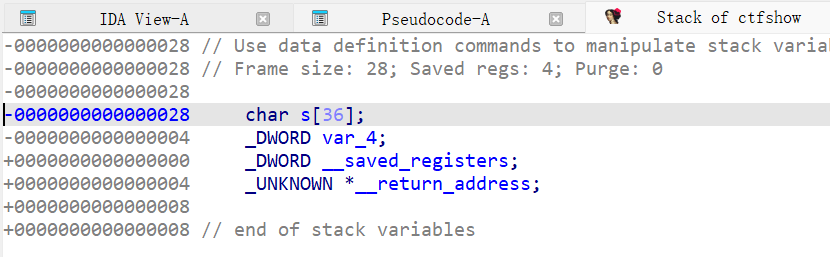 IDA View-A Pseudocode-A Stack of ctfshow
-0000000000000028 // Use data definition commands to manipulate stack varia
-0000000000000028 // Frame size: 28; Saved regs: 4; Purge: 0
-0000000000000028
-0000000000000028 char s[36];
-0000000000000004 _DWORD var_4;
+0000000000000000 _DWORD __saved_registers;
+0000000000000004 _UNKNOWN *__return_address;
+0000000000000008
+0000000000000008 // end of stack variables